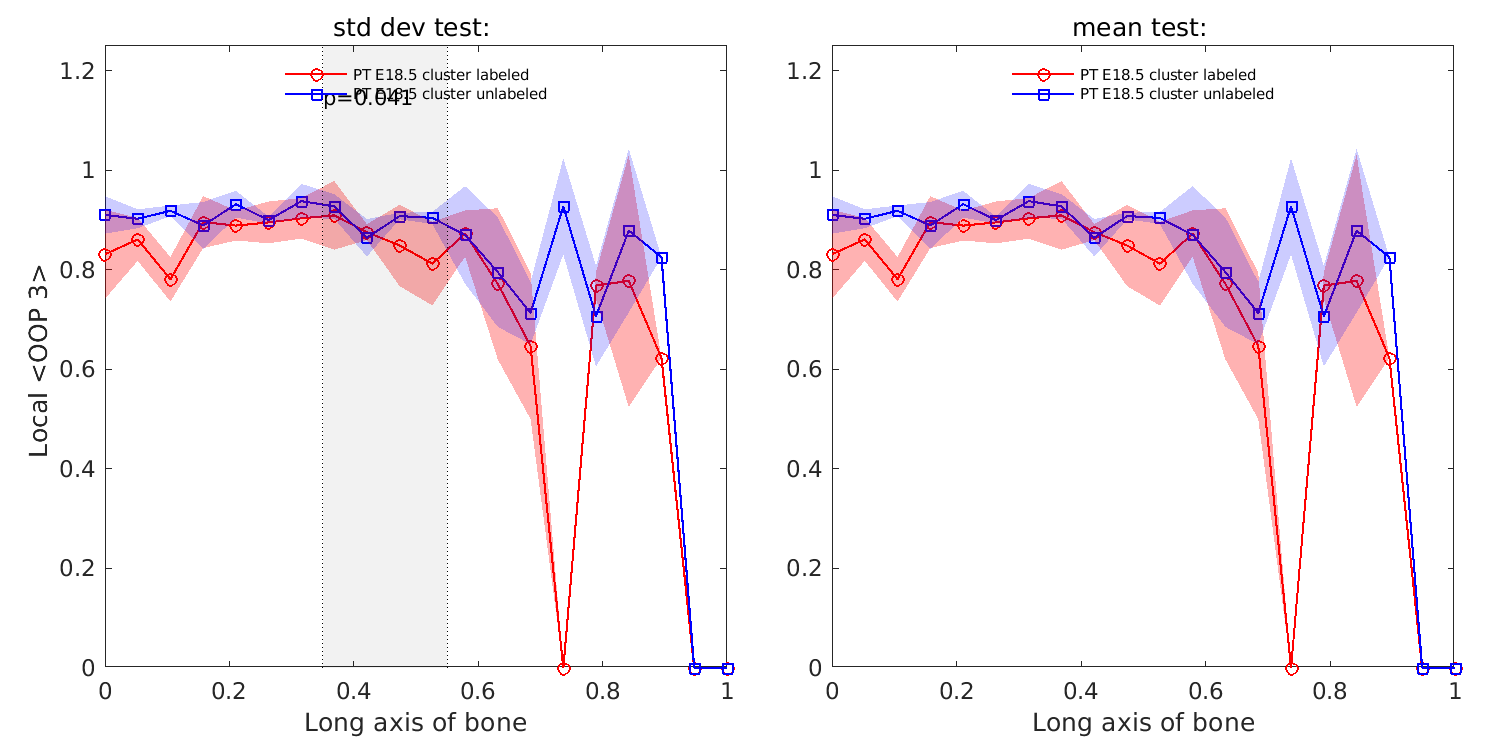 std dev test:
PT E18.5 cluster labeled
PT E18.5 cluster unlabeled
p=0.041
1.2
1
0.8
0.6
0.4
0.2
0
Local <OOP 3>
0 0.2 0.4 0.6 0.8 1
Long axis of bone
mean test:
PT E18.5 cluster labeled
PT E18.5 cluster unlabeled
1.2
1
0.8
0.6
0.4
0.2
0
0 0.2 0.4 0.6 0.8 1
Long axis of bone